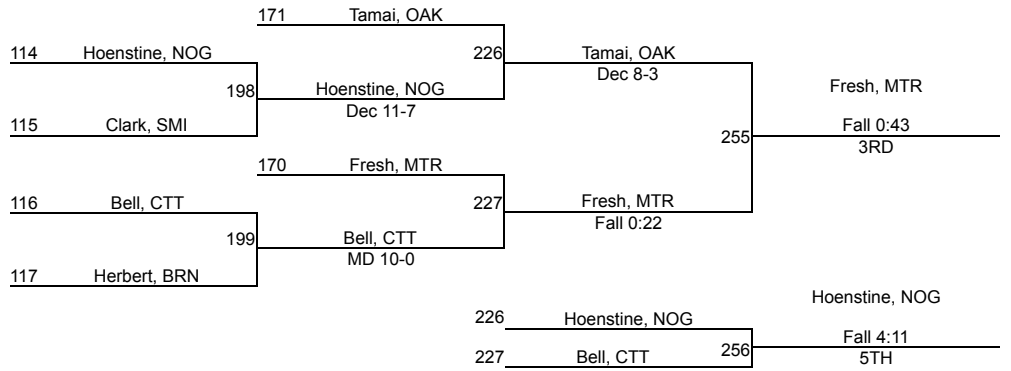 171 Tamai, OAK
114 Hoenstine, NOG
226 Tamai, OAK
Dec 8-3
198 Hoenstine, NOG
Dec 11-7
Fresh, MTR
115 Clark, SMI
255 Fall 0:43
3RD
170 Fresh, MTR
116 Bell, CTT
227 Fresh, MTR
Fall 0:22
199 Bell, CTT
MD 10-0
117 Herbert, BRN
Hoenstine, NOG
226 Hoenstine, NOG
256 Fall 4:11
5TH
227 Bell, CTT